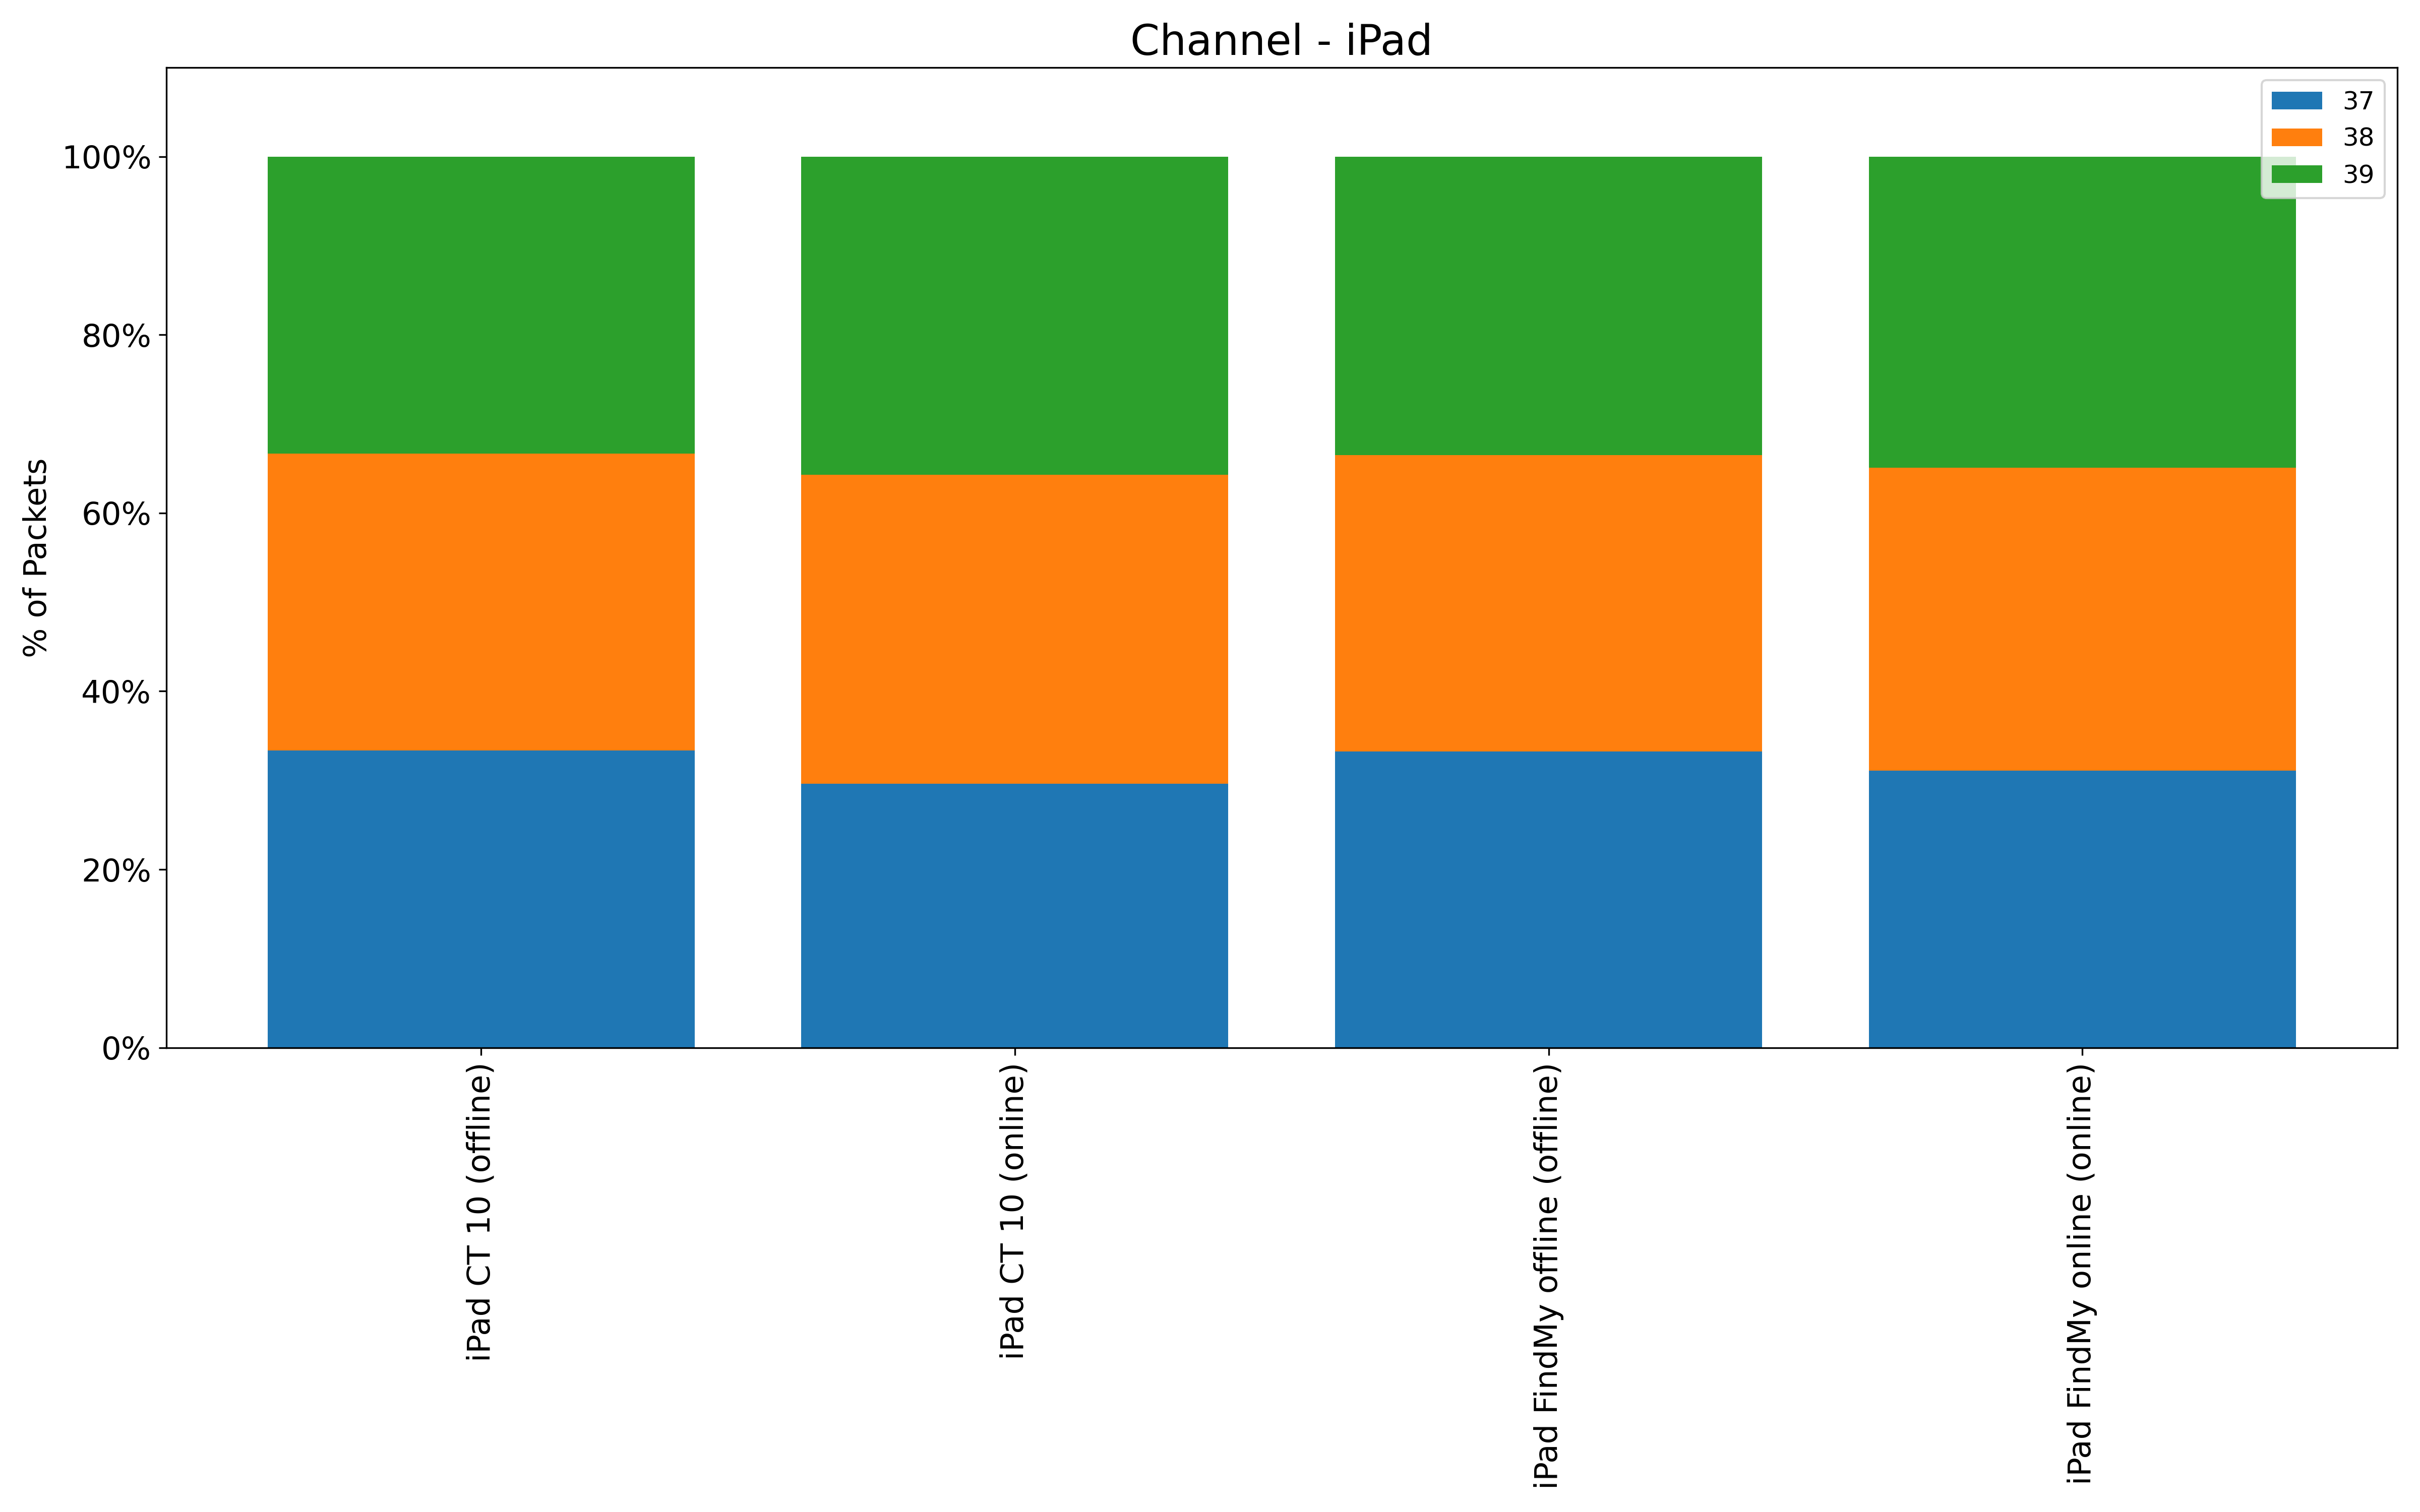 Channel - iPad
37
38
39
100%
80%
60%
40%
20%
0%
% of Packets
iPad CT 10 (offline)
iPad CT 10 (online)
iPad FindMy offline (offline)
iPad FindMy online (online)